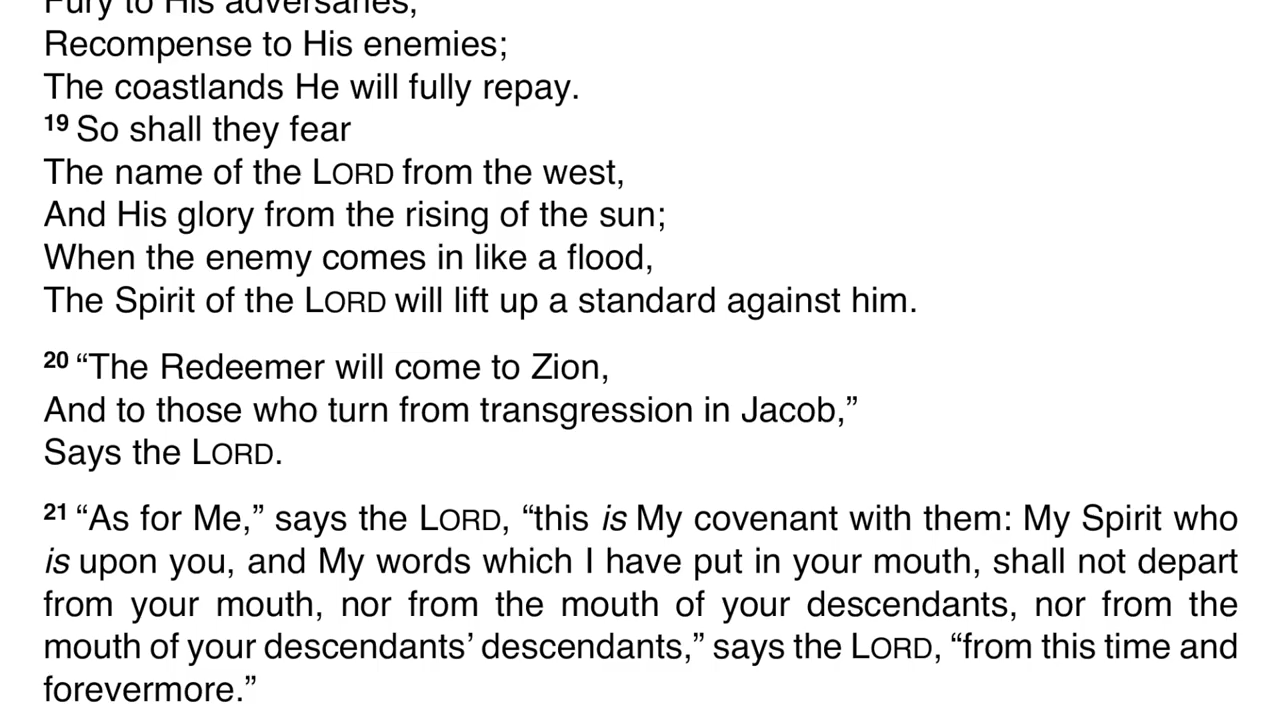 Fury to His adversaries,
Recompense to His enemies;
The coastlands He will fully repay.
19 So shall they fear
The name of the LORD from the west,
And His glory from the rising of the sun;
When the enemy comes in like a flood,
The Spirit of the LORD will lift up a standard against him.
20 “The Redeemer will come to Zion,
And to those who turn from transgression in Jacob,”
Says the LORD.
21 “As for Me,” says the LORD, “this is My covenant with them: My Spirit who
is upon you, and My words which I have put in your mouth, shall not depart
from your mouth, nor from the mouth of your descendants, nor from the
mouth of your descendants’ descendants,” says the LORD, “from this time and
forevermore.”